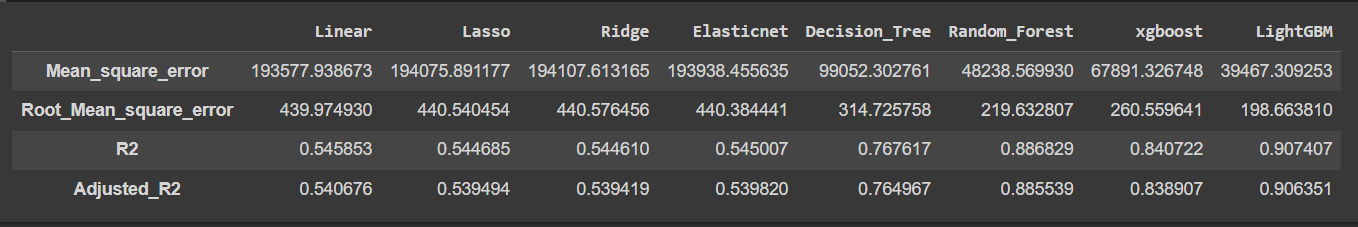 Linear Lasso Ridge Elasticnet Decision_Tree Random_Forest xgboost LightGBM
Mean_square_error 193577.938673 194075.891177 194107.613165 193938.455635 99052.302761 48238.569930 67891.326748 39467.309253
Root_Mean_square_error 439.974930 440.540454 440.576456 440.384441 314.725758 219.632807 260.559641 198.663810
R2 0.545853 0.544685 0.544610 0.545007 0.767617 0.886829 0.840722 0.907407
Adjusted_R2 0.540676 0.539494 0.539419 0.539820 0.764967 0.885539 0.838907 0.906351